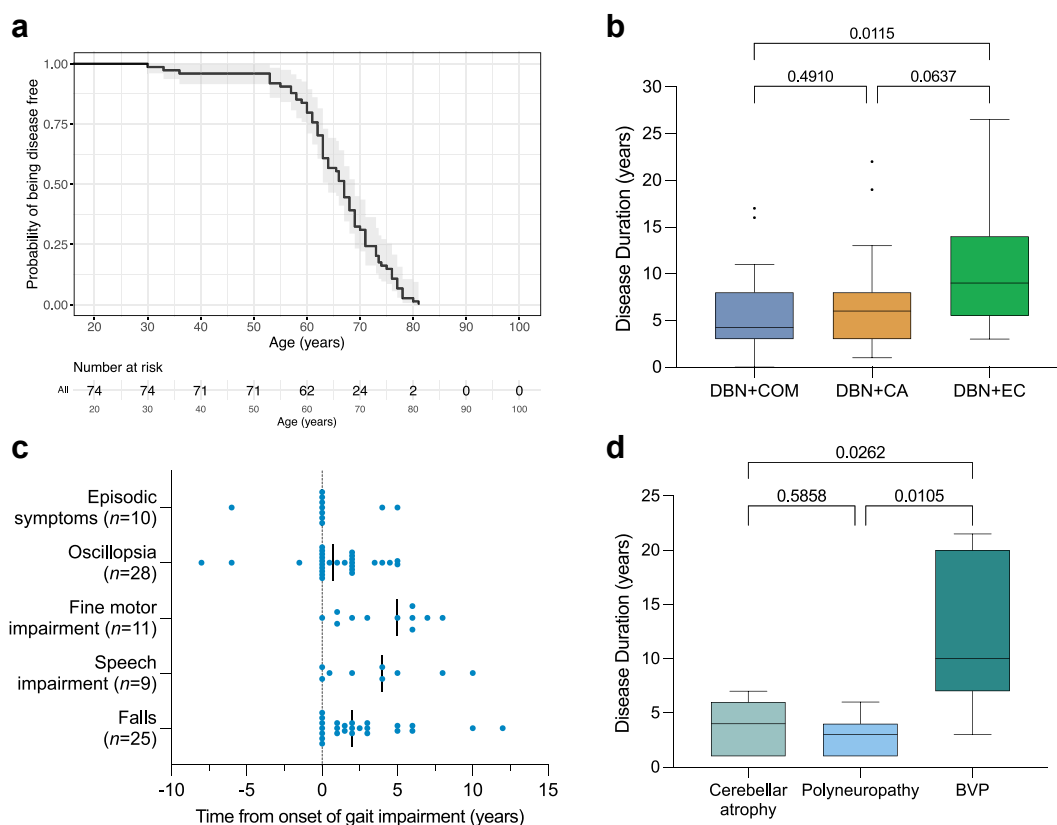 a
1.00
0.75
0.50
0.25
0.00
Probability of being disease free
20 30 40 50 60 70 80 90 100
Age (years)
Number at risk
All 74 74 71 71 62 24 2 0 0
20 30 40 50 60 70 80 90 100
Age (years)
b
0.0115
0.4910 0.0637
30
25
20
15
10
5
0
Disease Duration (years)
DBN+COM DBN+CA DBN+EC
c
Episodic
symptoms (n=10)
Oscillopsia
(n=28)
Fine motor
impairment (n=11)
Speech
impairment (n=9)
Falls
(n=25)
-10 -5 0 5 10 15
Time from onset of gait impairment (years)
d
0.0262
0.5858 0.0105
25
20
15
10
5
0
Disease Duration (years)
Cerebellar
atrophy
Polyneuropathy
BVP